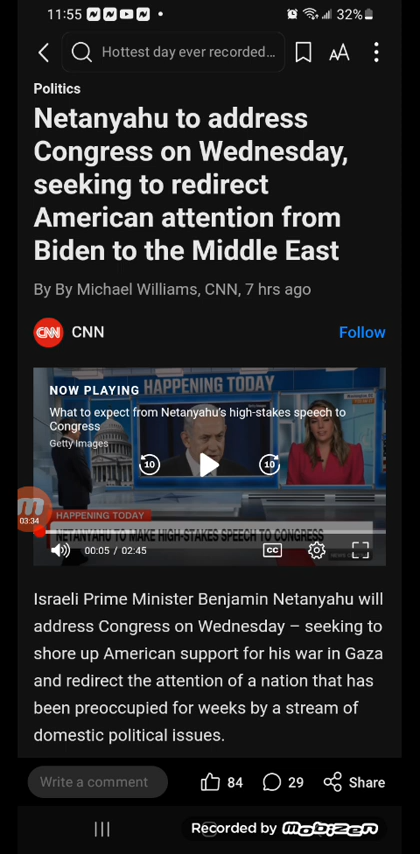 11:55
32%
Hottest day ever recorded...
AA
Politics
Netanyahu to address
Congress on Wednesday,
seeking to redirect
American attention from
Biden to the Middle East
By By Michael Williams, CNN, 7 hrs ago
CNN CNN Follow
HAPPENING TODAY
NOW PLAYING
What to expect from Netanyahu's high-stakes speech to
Congress
Getty Images
10 10
03:34
HAPPENING TODAY
NETANYAHU TO MAKE HIGH-STAKES SPEECH TO CONGRESS
00:05 / 02:45 CC
Israeli Prime Minister Benjamin Netanyahu will
address Congress on Wednesday – seeking to
shore up American support for his war in Gaza
and redirect the attention of a nation that has
been preoccupied for weeks by a stream of
domestic political issues.
Write a comment 84 29 Share
Recorded by mobizen